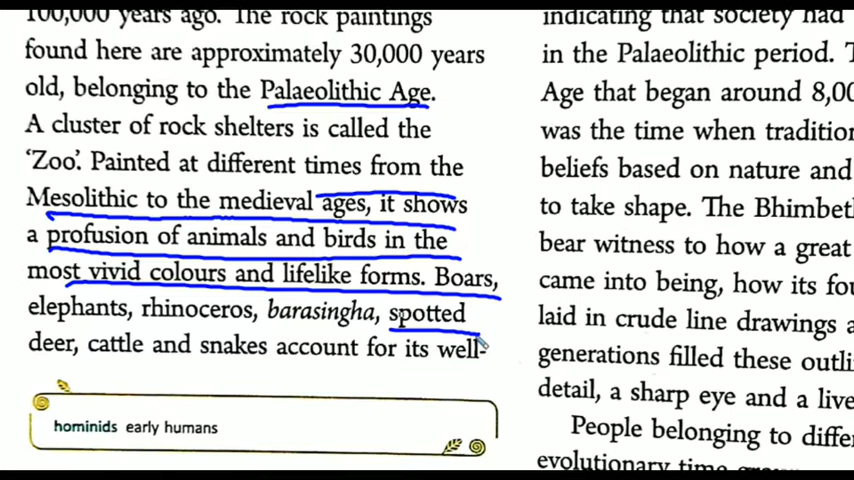 100,000 years ago. The rock paintings
found here are approximately 30,000 years
old, belonging to the Palaeolithic Age.
A cluster of rock shelters is called the
‘Zoo’. Painted at different times from the
Mesolithic to the medieval ages, it shows
a profusion of animals and birds in the
most vivid colours and lifelike forms. Boars,
elephants, rhinoceros, barasingha, spotted
deer, cattle and snakes account for its well-
hominids early humans
indicating that society had
in the Palaeolithic period.
Age that began around 8,00
was the time when tradition
beliefs based on nature and
to take shape. The Bhimbet
bear witness to how a great
came into being, how its fou
laid in crude line drawings a
generations filled these outli
detail, a sharp eye and a live
People belonging to differ
evolutionary time